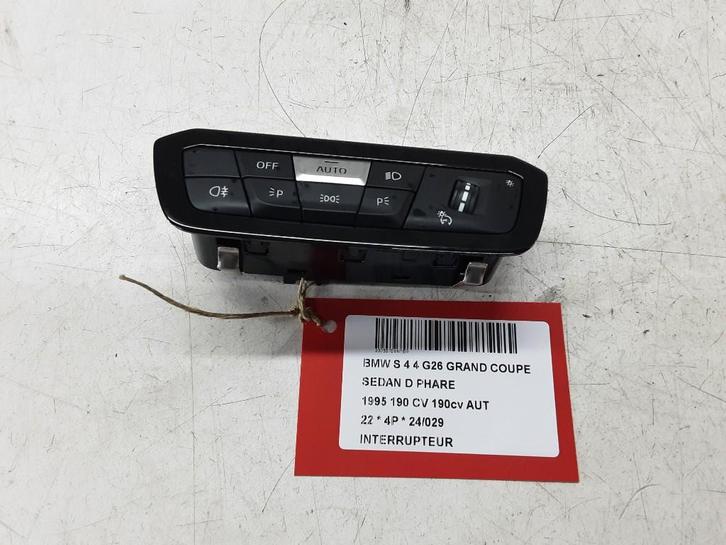 OFF
AUTO
P
P
BMW S 4 4 G26 GRAND COUPE
SEDAN D PHARE
1995 190 CV 190cv AUT
22 * 4P * 24/029
INTERRUPTEUR